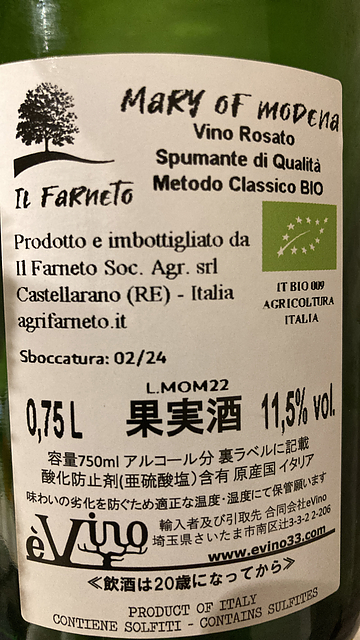 MARY OF MODENA
Vino Rosato
Spumante di Qualità
Metodo Classico BIO
IL FARNETO
Prodotto e imbottigliato da
Il Farneto Soc. Agr. srl
Castellarano (RE) - Italia
agrifarneto.it
IT BIO 009
AGRICOLTURA
ITALIA
Sboccatura: 02/24
L.MOM22
0,75L 果実酒 11,5% vol.
容量750ml アルコール分 裏ラベルに記載
酸化防止剤(亜硫酸塩)含有 原産国 イタリア
味わいの劣化を防ぐため適正な温度・湿度にて保管願います
èVino
輸入者及び引取先 合同会社eVino
埼玉県さいたま市南区辻3-3-2 2-206
www.evino33.com
≪飲酒は20歳になってから≫
PRODUCT OF ITALY
CONTIENE SOLFITI - CONTAINS SULFITES